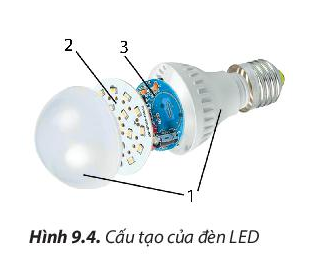 2
3
1
Hình 9.4. Cấu tạo của đèn LED